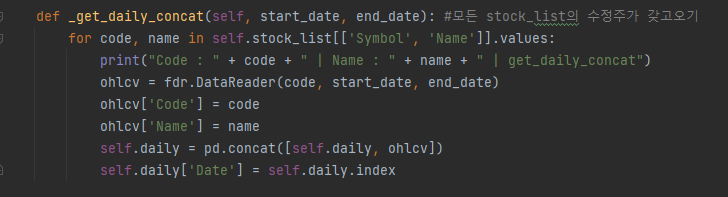 def _get_daily_concat(self, start_date, end_date): #모든 stock_list의 수정주가 갖고오기
for code, name in self.stock_list[['Symbol', 'Name']].values:
print("Code : " + code + " | Name : " + name + " | get_daily_concat")
ohlcv = fdr.DataReader(code, start_date, end_date)
ohlcv['Code'] = code
ohlcv['Name'] = name
self.daily = pd.concat([self.daily, ohlcv])
self.daily['Date'] = self.daily.index